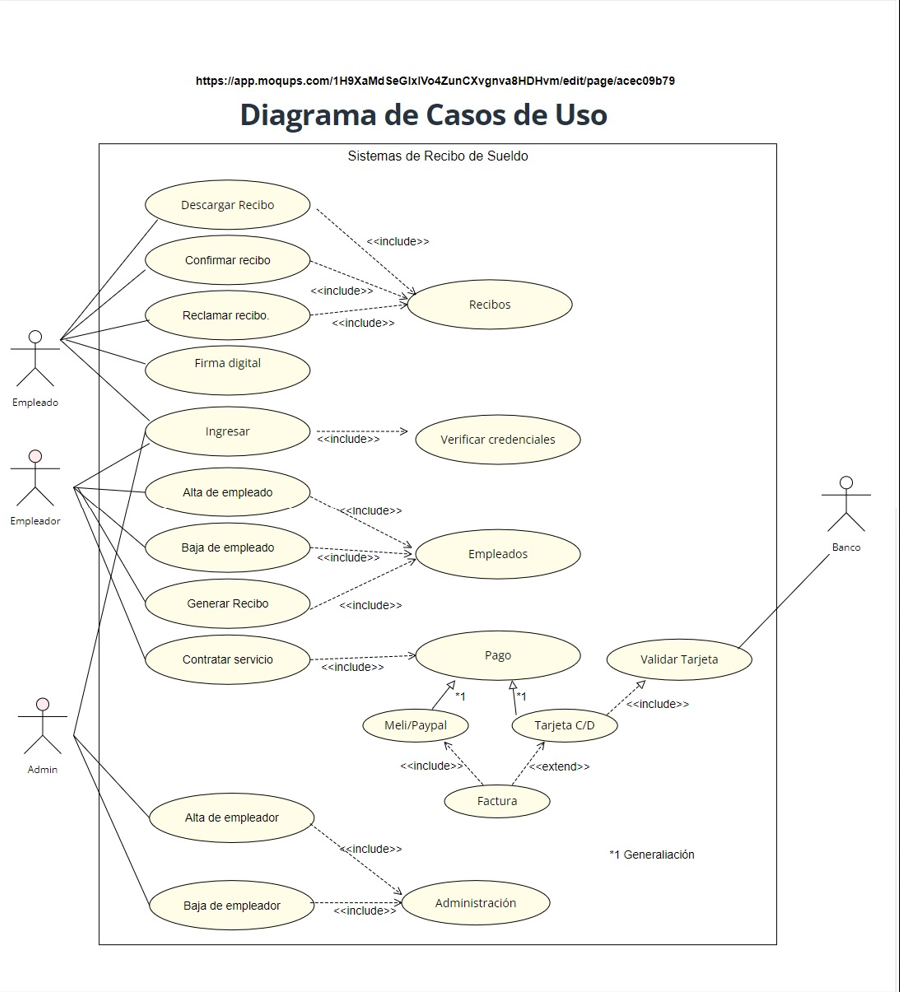 https://app.moqups.com/1H9XaMdSeGIxIVo4ZunCXvgnva8HDHvm/edit/page/acec09b79
Diagrama de Casos de Uso
Sistemas de Recibo de Sueldo
Descargar Recibo
<<include>>
Confirmar recibo
<<include>>
Recibos
Reclamar recibo.
<<include>>
Firma digital
Empleado
Ingresar
<<include>>
Verificar credenciales
Empleador
Alta de empleado
<<include>>
Baja de empleado
<<include>>
Empleados
Banco
Generar Recibo
<<include>>
Contratar servicio
<<include>>
Pago
Validar Tarjeta
*1
*1
<<include>>
Meli/Paypal
Tarjeta C/D
Admin
<<include>>
<<extend>>
Factura
Alta de empleador
<<include>>
*1 Generaliación
Baja de empleador
<<include>>
Administración